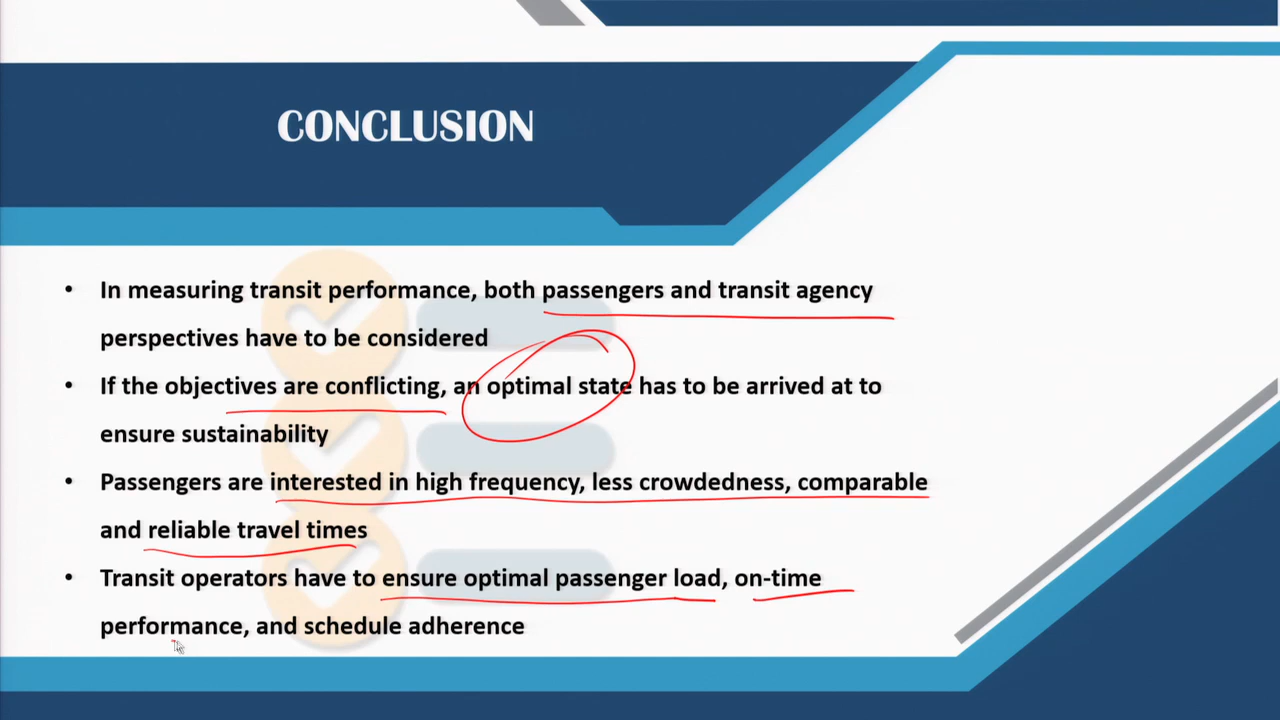 CONCLUSION
• In measuring transit performance, both passengers and transit agency
perspectives have to be considered
• If the objectives are conflicting, an optimal state has to be arrived at to
ensure sustainability
• Passengers are interested in high frequency, less crowdedness, comparable
and reliable travel times
• Transit operators have to ensure optimal passenger load, on-time
performance, and schedule adherence